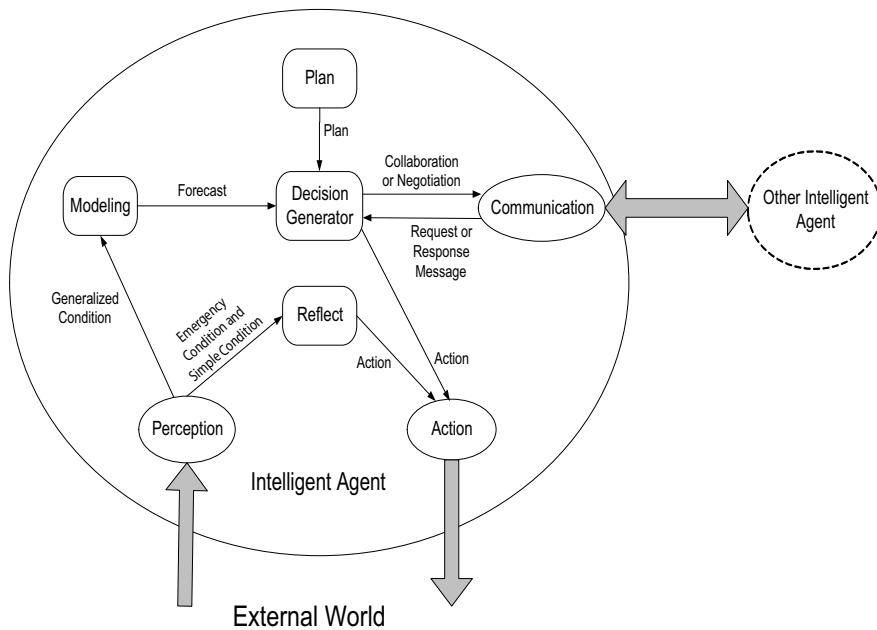 Plan
Plan
Collaboration
or Negotiation
Forecast
Modeling
Decision
Generator
Communication
Other Intelligent
Agent
Request or
Response
Message
Generalized
Condition
Emergency
Condition and
Simple Condition
Reflect
Action
Action
Perception
Action
Intelligent Agent
External World